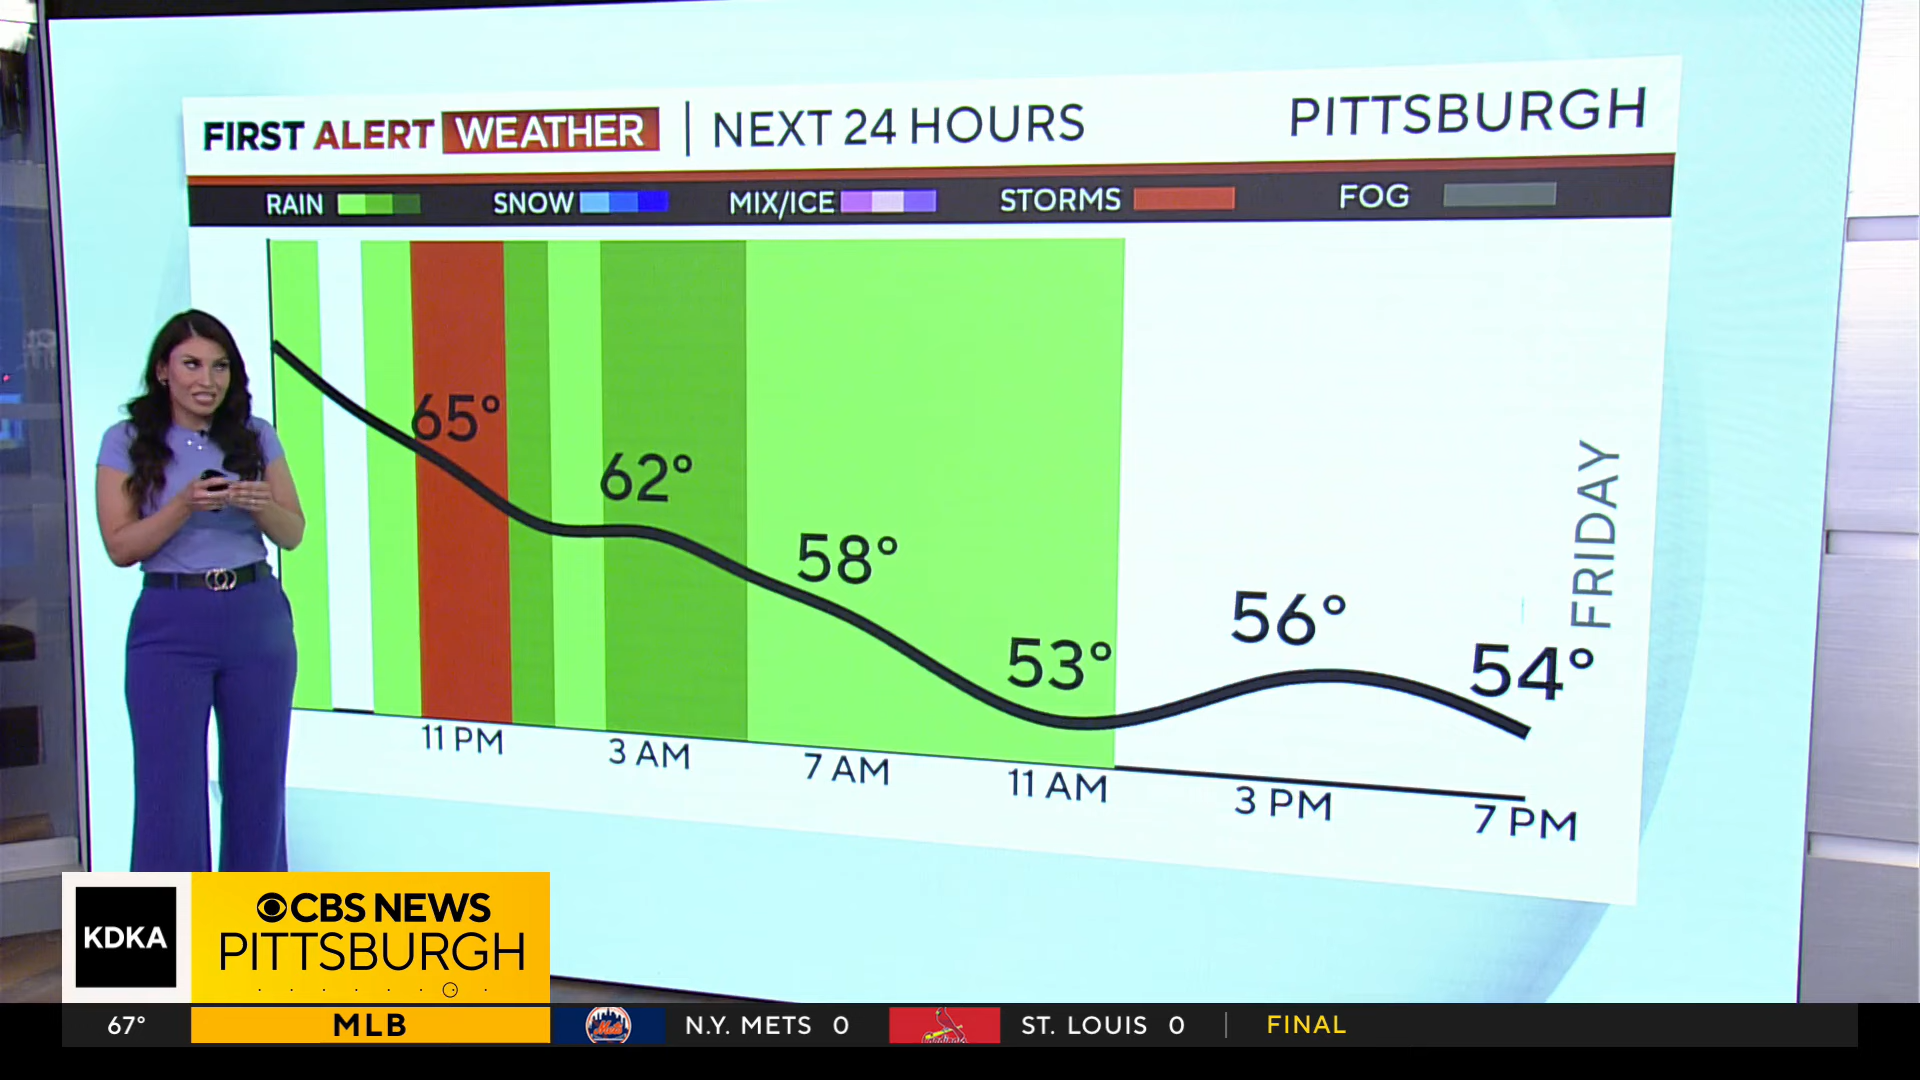 FIRST ALERT WEATHER | NEXT 24 HOURS
PITTSBURGH
RAIN SNOW MIX/ICE STORMS FOG
65°
62°
58°
53°
56°
54°
FRIDAY
11 PM 3 AM 7 AM 11 AM 3 PM 7 PM
KDKA
CBS NEWS
PITTSBURGH
67° MLB Mets N.Y. METS 0 Cardinals ST. LOUIS 0 | FINAL